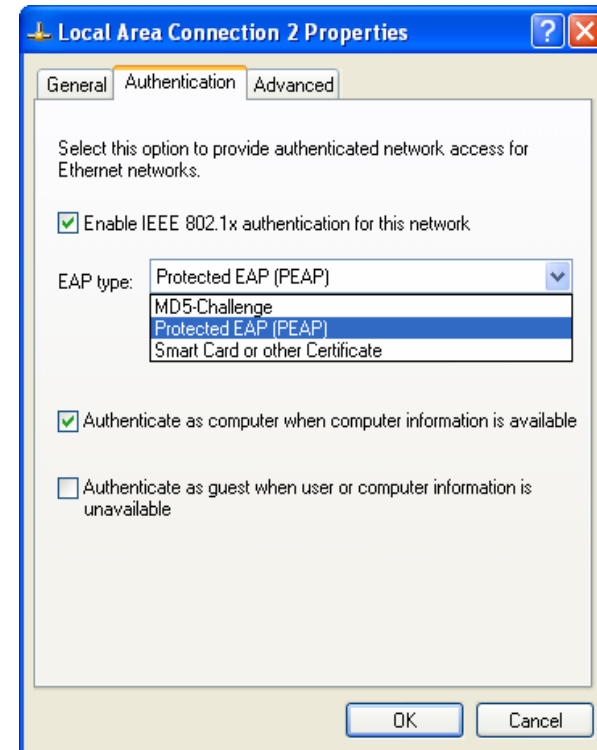 Local Area Connection 2 Properties
General Authentication Advanced
Select this option to provide authenticated network access for
Ethernet networks.
Enable IEEE 802.1x authentication for this network
EAP type: Protected EAP (PEAP)
MD5-Challenge
Protected EAP (PEAP)
Smart Card or other Certificate
Authenticate as computer when computer information is available
Authenticate as guest when user or computer information is
unavailable
OK Cancel